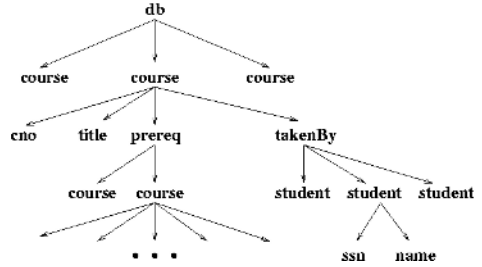 db
course course course
cno title prereq takenBy
course course student student student
. . . ssn name